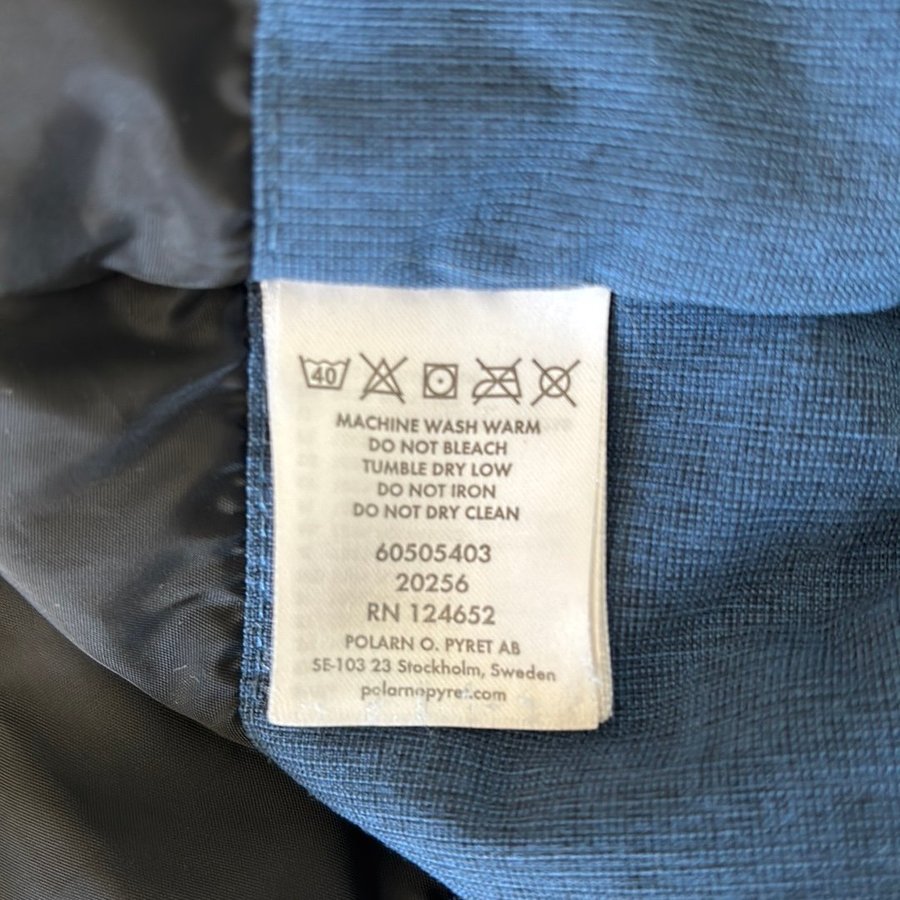 40
MACHINE WASH WARM
DO NOT BLEACH
TUMBLE DRY LOW
DO NOT IRON
DO NOT DRY CLEAN
60505403
20256
RN 124652
POLARN O. PYRET AB
SE-103 23 Stockholm, Sweden
polarnopyret.com